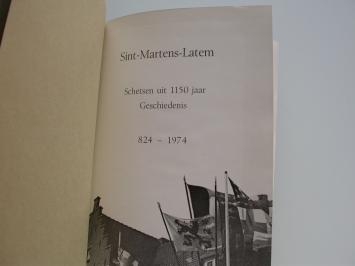 Sint-Martens-Latem
Schetsen uit 1150 jaar
Geschiedenis
824 - 1974